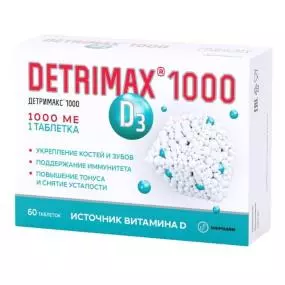 DETRIMAX® 1000
ДЕТРИМАКС® 1000
D3
1000 МЕ
1 ТАБЛЕТКА
• УКРЕПЛЕНИЕ КОСТЕЙ И ЗУБОВ
• ПОДДЕРЖАНИЕ ИММУНИТЕТА
• ПОВЫШЕНИЕ ТОНУСА
И СНЯТИЕ УСТАЛОСТИ
60 ТАБЛЕТОК
ИСТОЧНИК ВИТАМИНА D